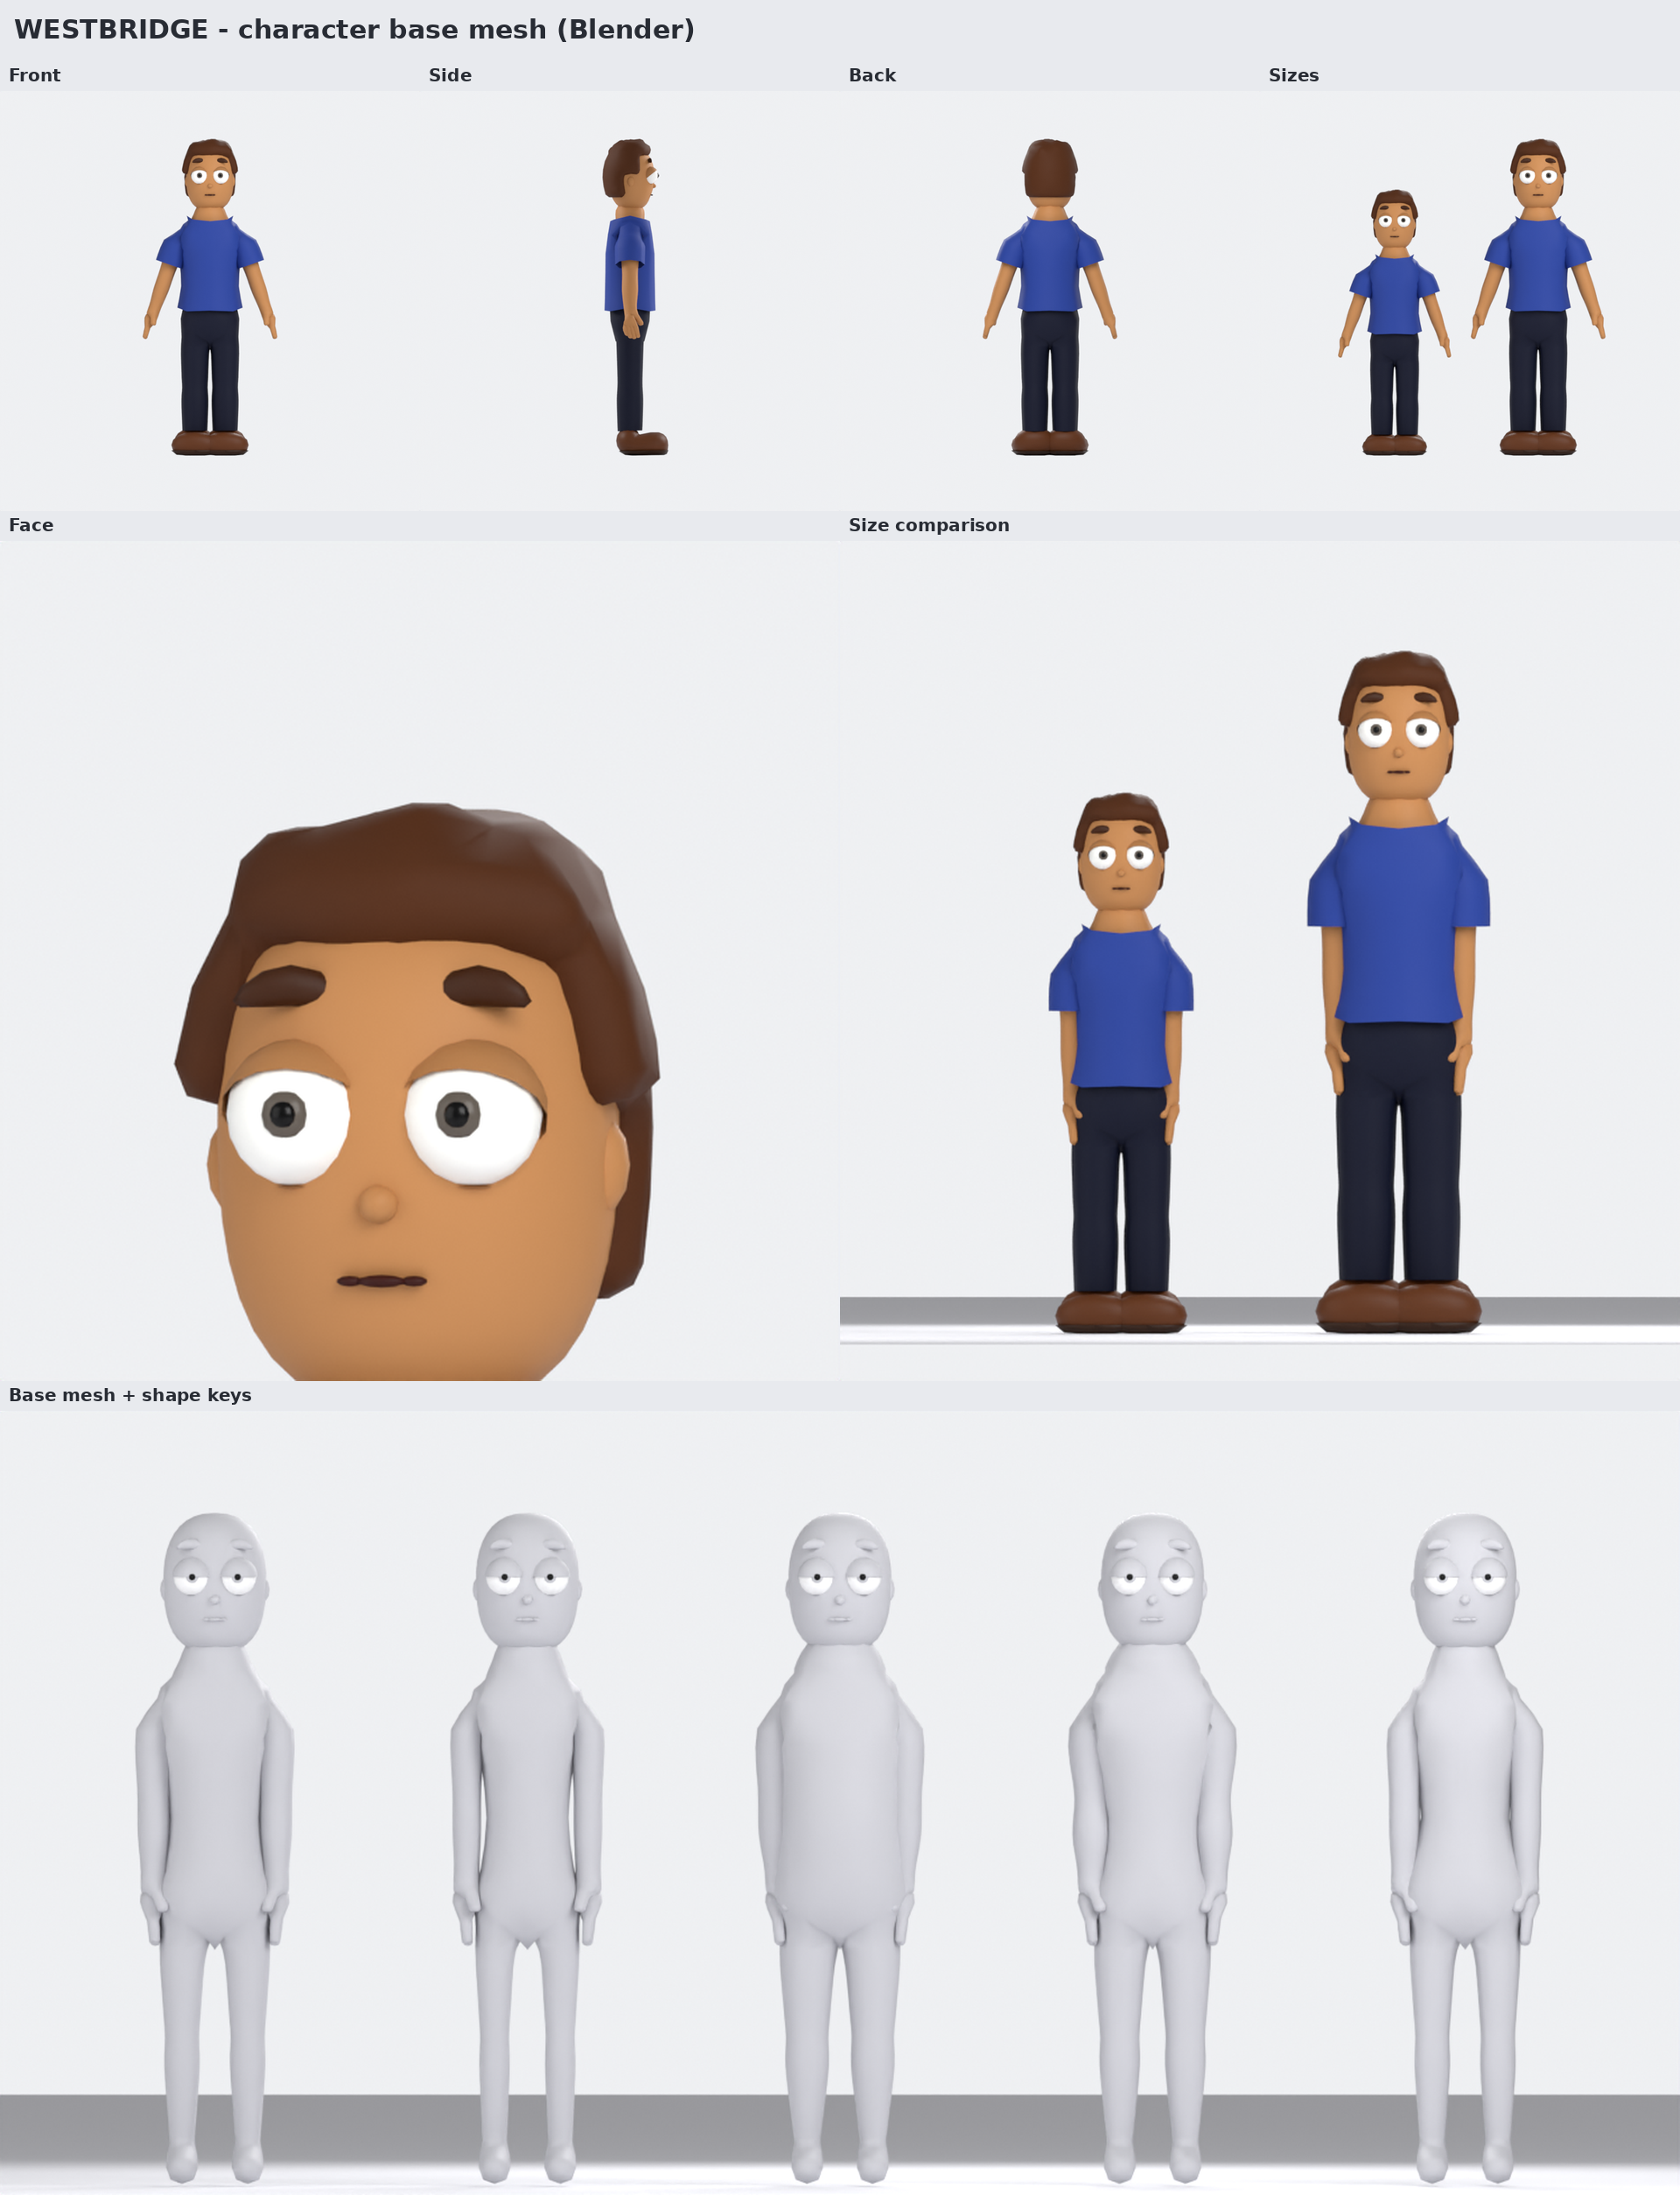 WESTBRIDGE - character base mesh (Blender)
Front
Side
Back
Sizes
Face
Size comparison
Base mesh + shape keys